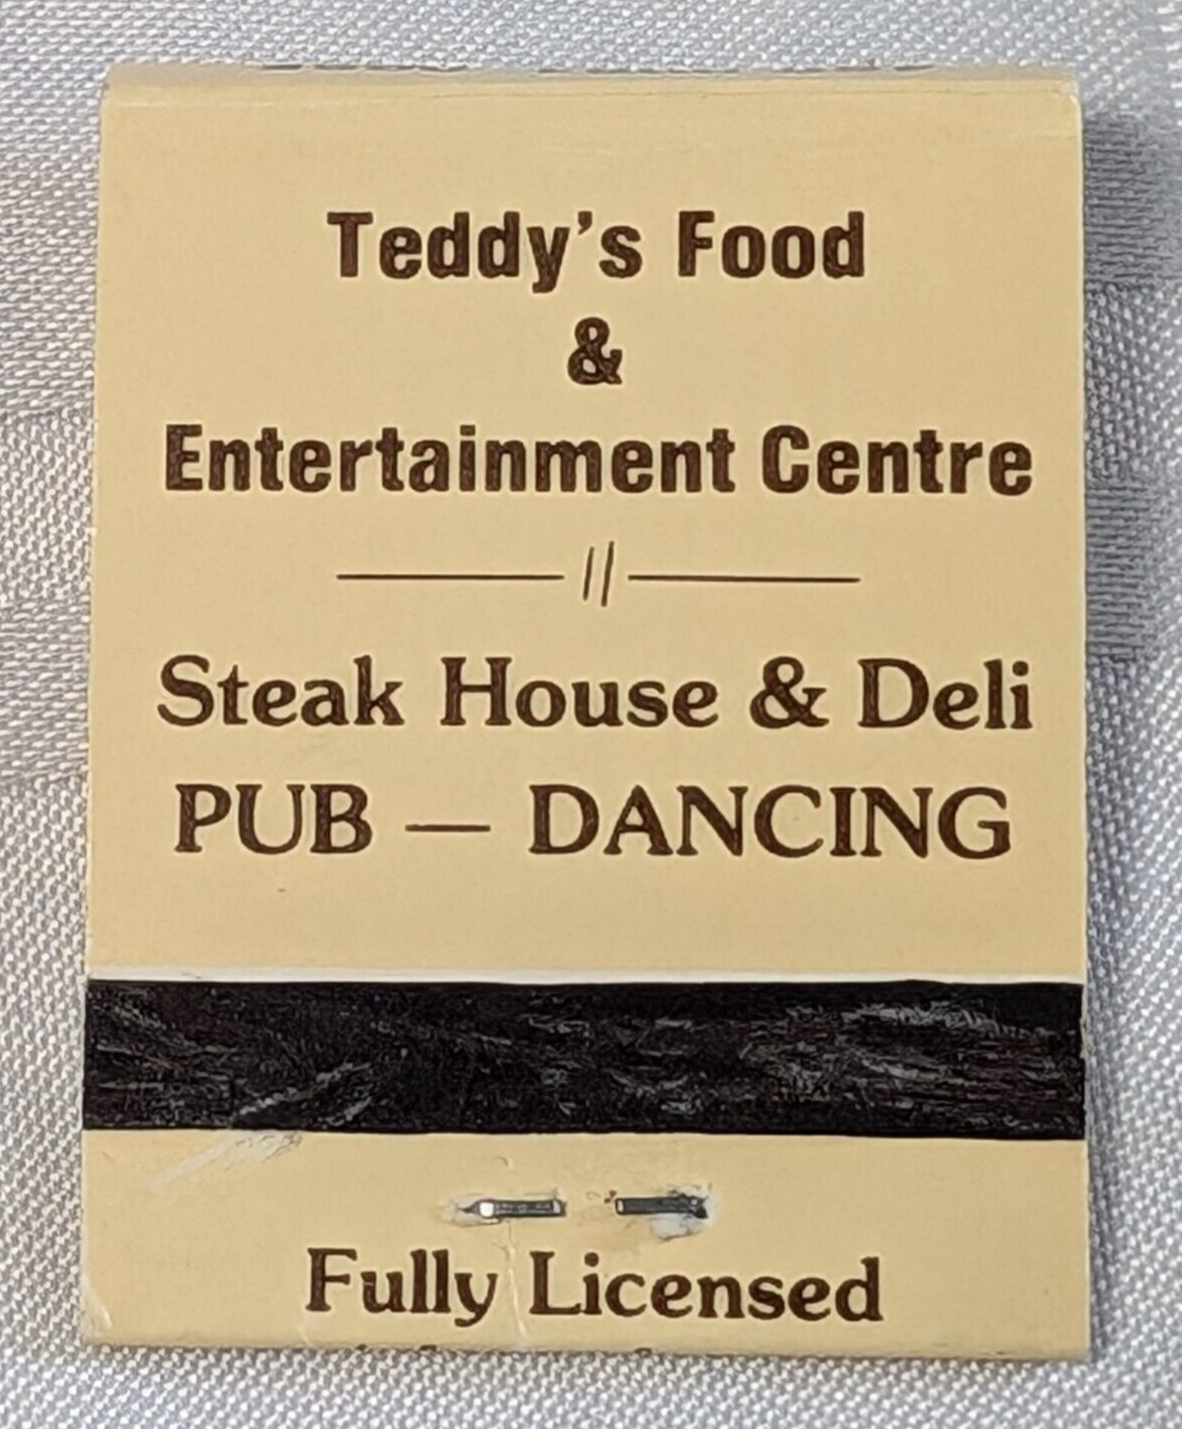 Teddy's Food
&
Entertainment Centre
Steak House & Deli
PUB — DANCING
Fully Licensed